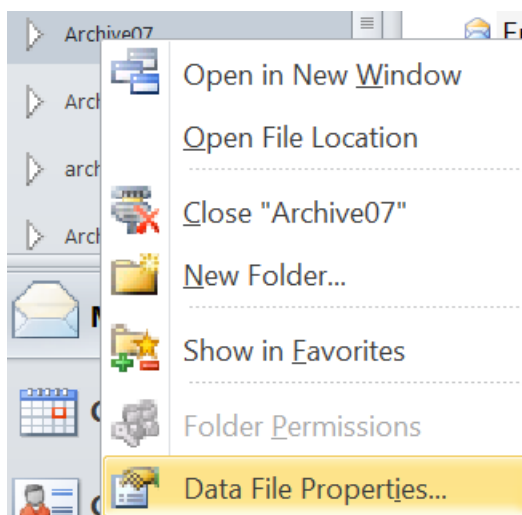 Archive07
Open in New Window
Open File Location
Close "Archive07"
New Folder...
Show in Favorites
Folder Permissions
Data File Properties...